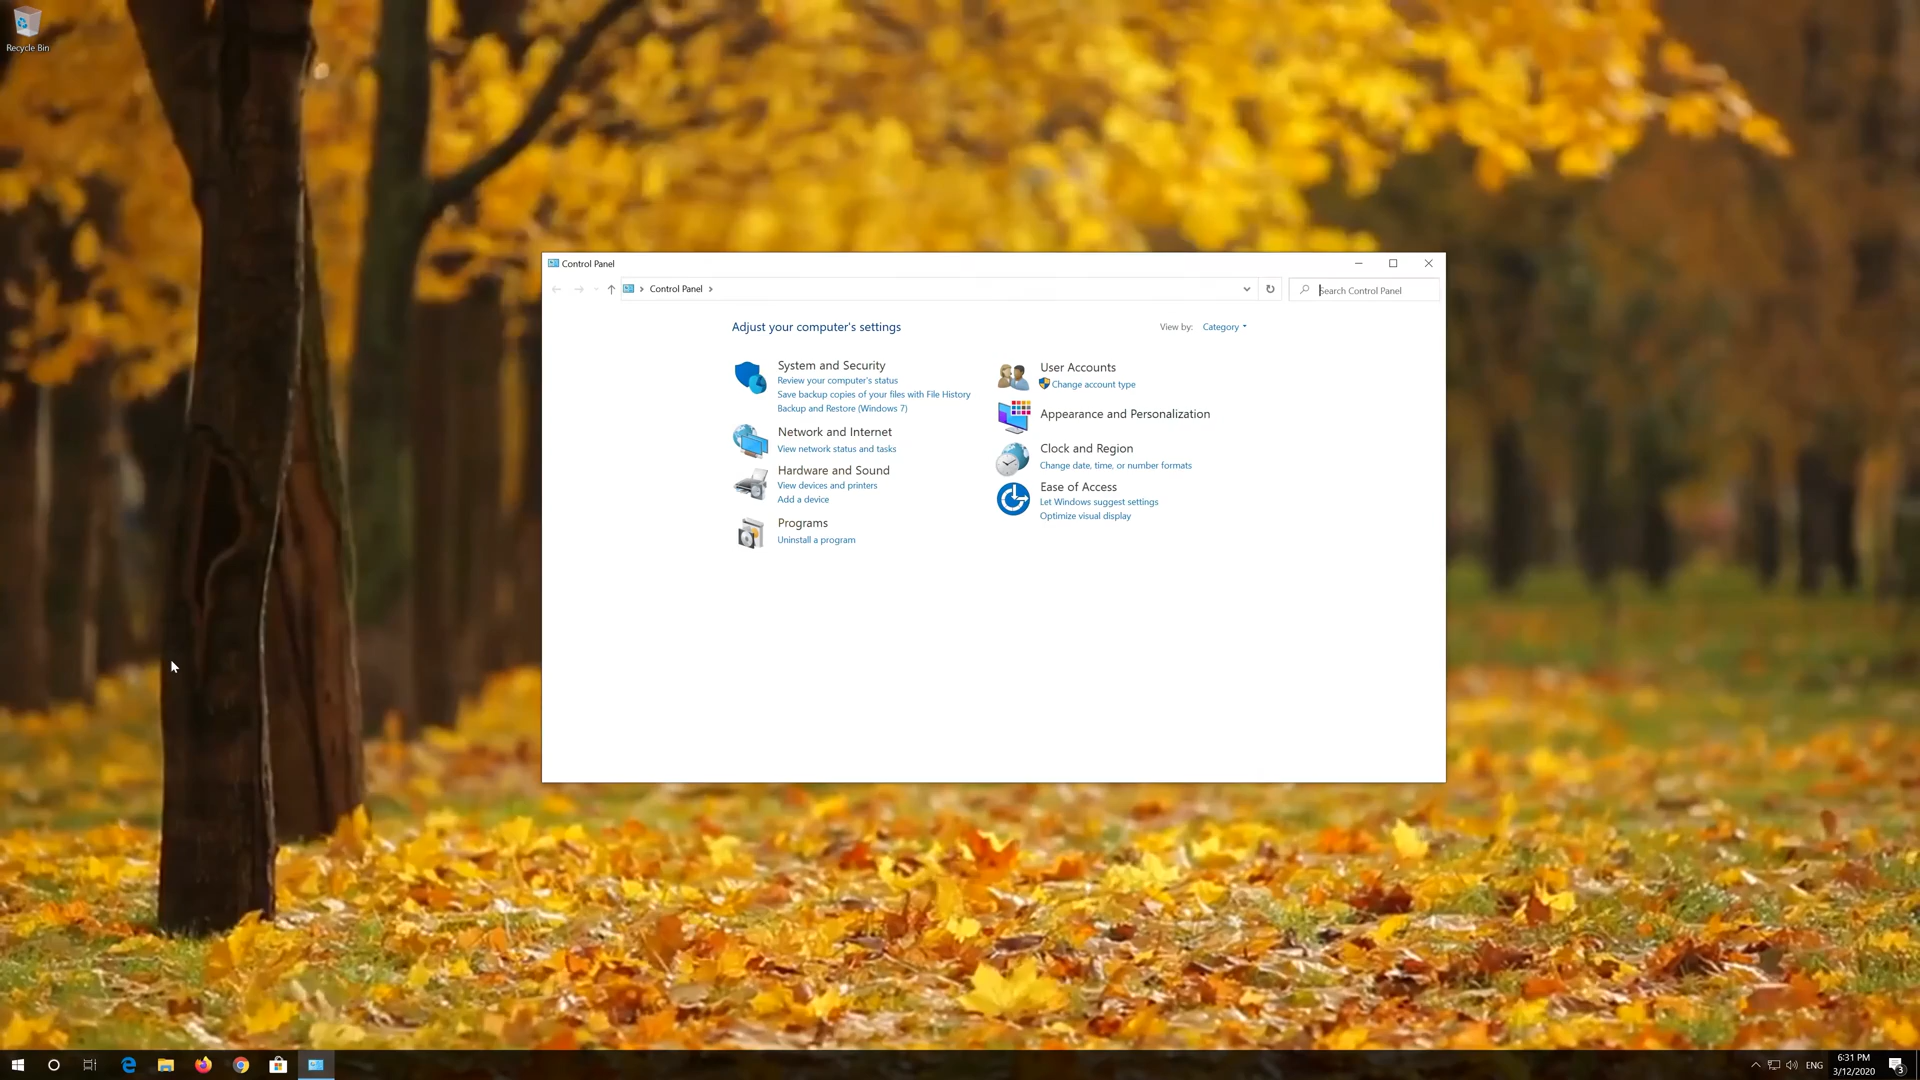 Recycle Bin
Control Panel
Control Panel
Search Control Panel
Adjust your computer's settings
View by: Category
System and Security
Review your computer's status
Save backup copies of your files with File History
Backup and Restore (Windows 7)
Network and Internet
View network status and tasks
Hardware and Sound
View devices and printers
Add a device
Programs
Uninstall a program
User Accounts
Change account type
Appearance and Personalization
Clock and Region
Change date, time, or number formats
Ease of Access
Let Windows suggest settings
Optimize visual display
ENG
6:31 PM
3/12/2020
3